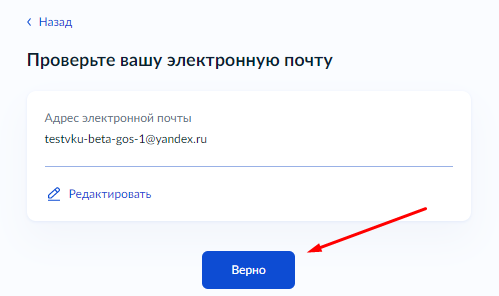 Назад
Проверьте вашу электронную почту
Адрес электронной почты
testvku-beta-gos-1@yandex.ru
Редактировать
Верно